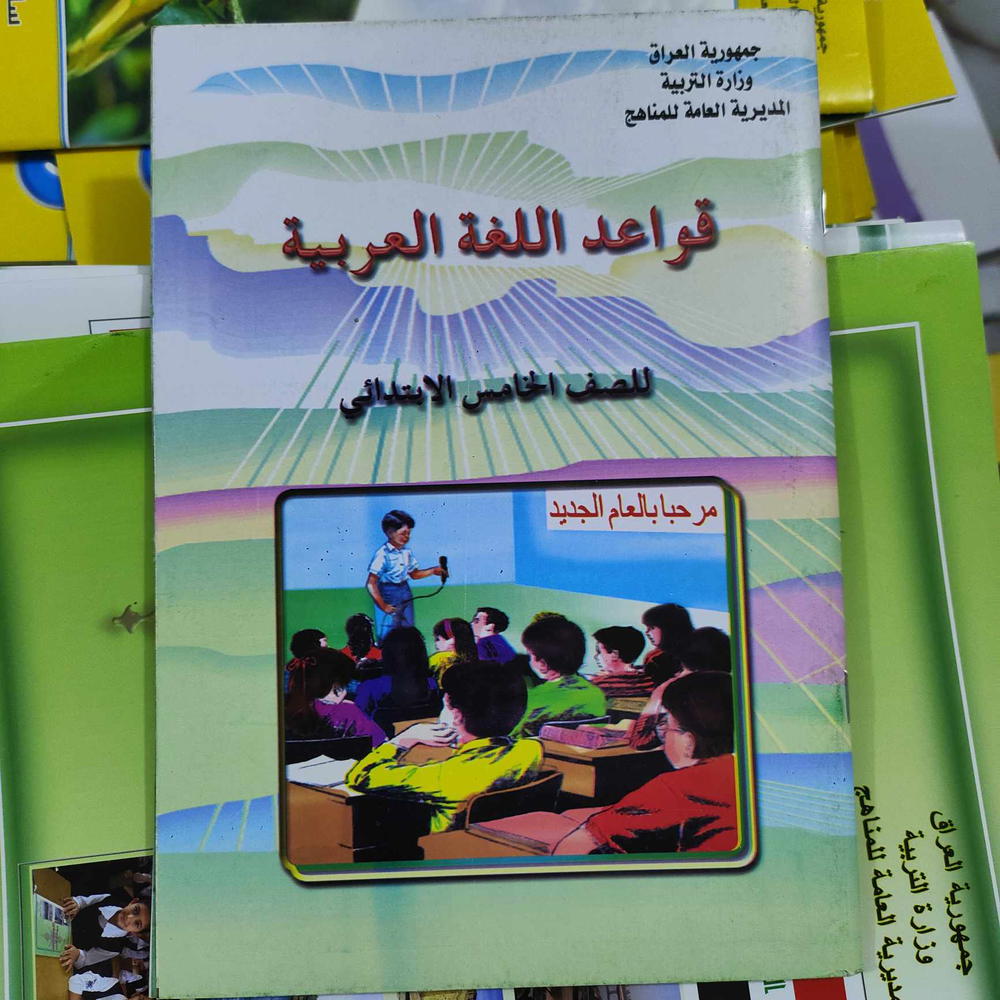 جمهورية العراق
وزارة التربية
المديرية العامة للمناهج
قواعد اللغة العربية
للصف الخامس الابتدائي
مرحبا بالعام الجديد
جمهورية العراق
وزارة التربية
العامة للمناهج